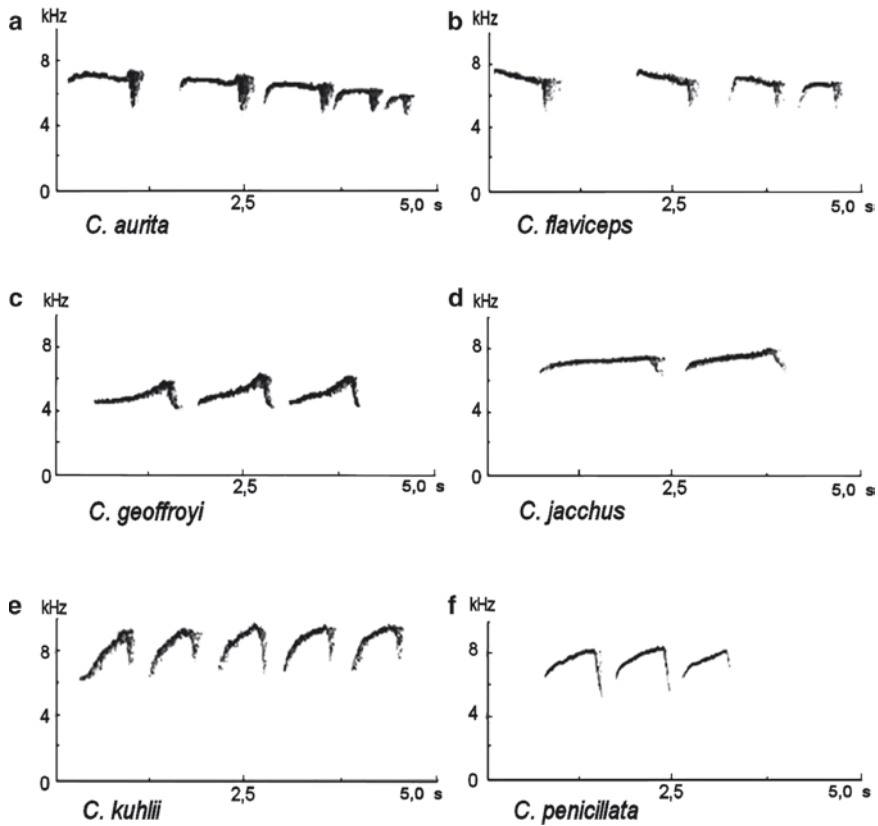 a kHz
8
4
0
2,5 5,0 s
C. aurita
b kHz
8
4
0
2,5 5,0 s
C. flaviceps
c kHz
8
4
0
2,5 5,0 s
C. geoffroyi
d kHz
8
4
0
2,5 5,0 s
C. jacchus
e kHz
8
4
0
2,5 5,0 s
C. kuhlii
f kHz
8
4
0
2,5 5,0 s
C. penicillata